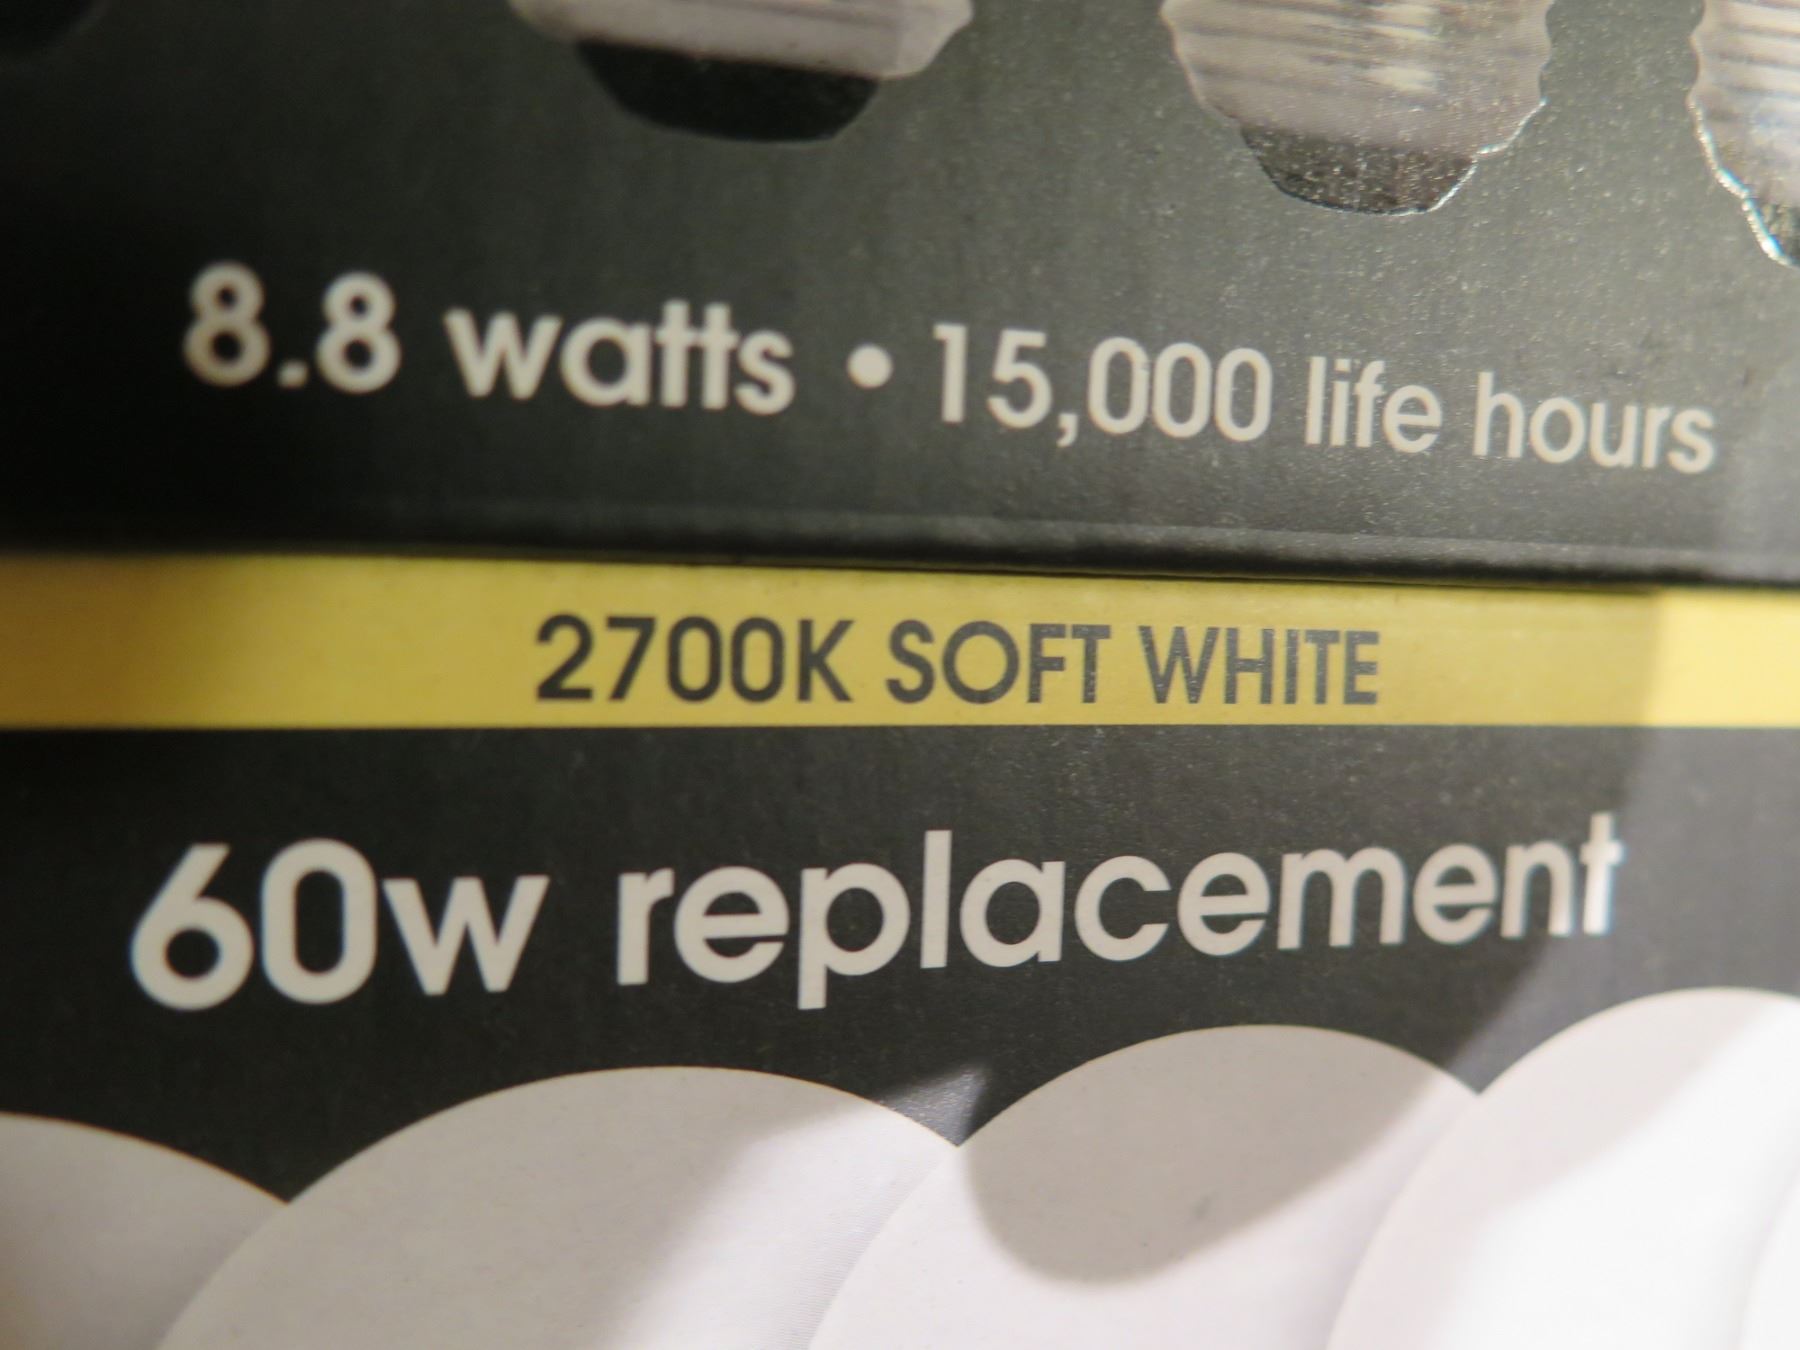 8.8 watts • 15,000 life hours
2700K SOFT WHITE
60w replacement